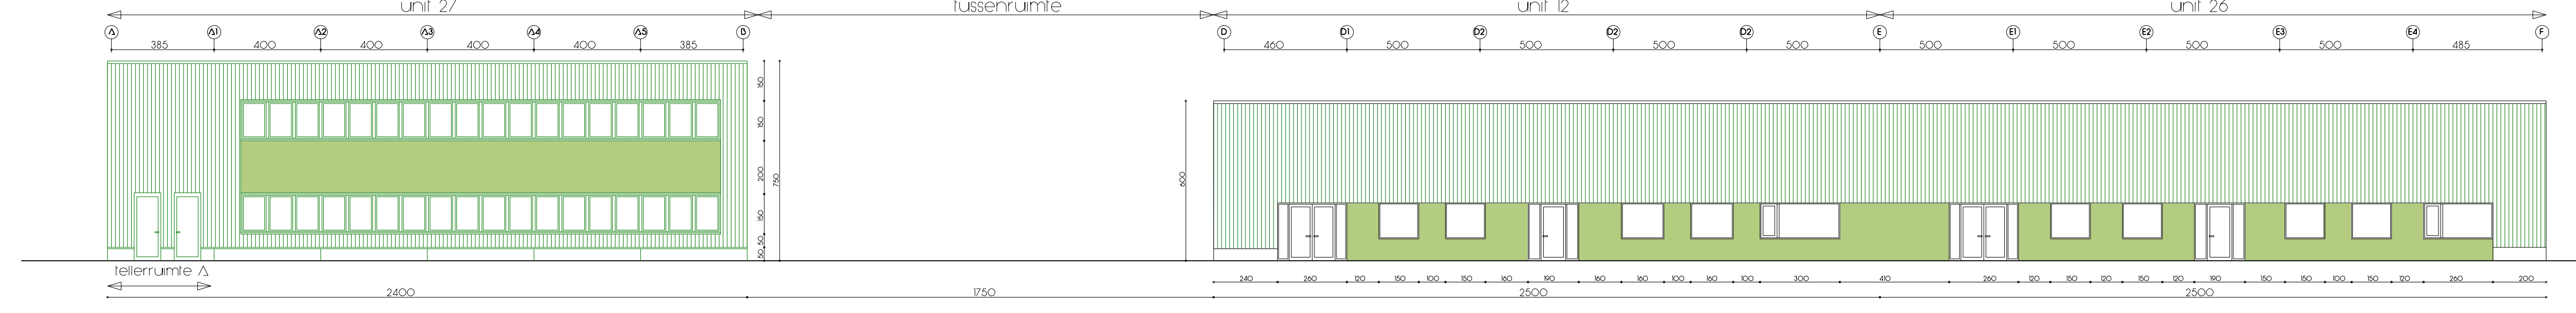 unit 27 tussenruimte unit 12 unit 26
A A1 A2 A3 A4 A5 B D D1 D2 D2 D2 E E1 E2 E3 E4 F
385 400 400 400 400 385 460 500 500 500 500 500 500 500 500 485
150
150
200
750
600
150
50
50
tellerruimte A
240 260 120 150 100 150 160 190 160 160 100 160 100 300 410 260 120 150 120 150 120 190 150 150 100 150 120 260 200
2400 1750 2500 2500